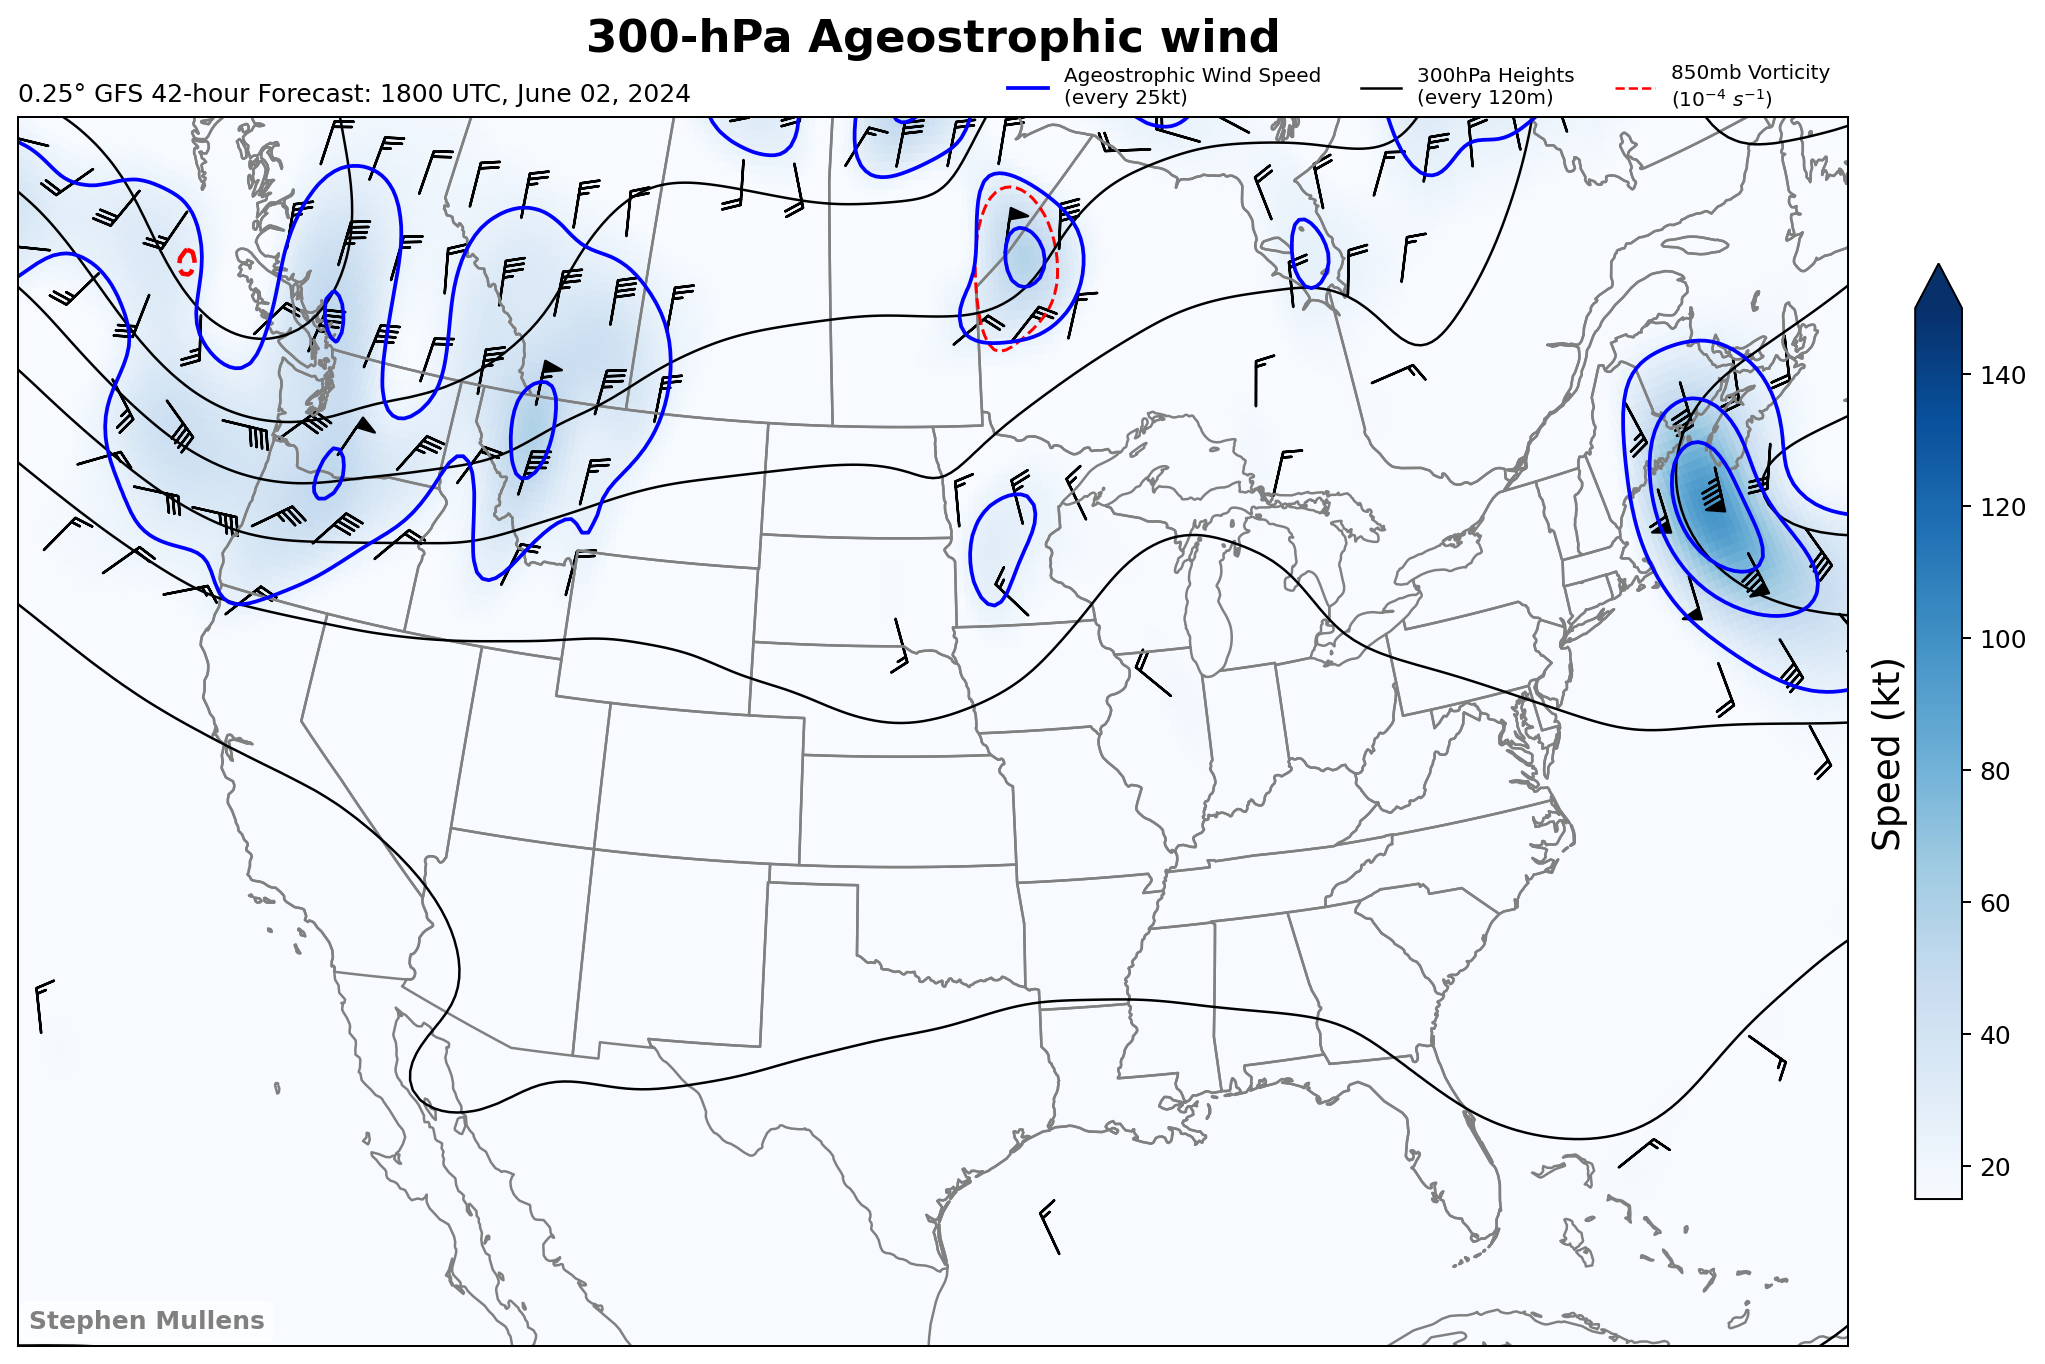 300-hPa Ageostrophic wind
0.25° GFS 42-hour Forecast: 1800 UTC, June 02, 2024
Ageostrophic Wind Speed
(every 25kt)
300hPa Heights
(every 120m)
850mb Vorticity
(10⁻⁴ s⁻¹)
140
120
100
80
60
40
20
Speed (kt)
Stephen Mullens